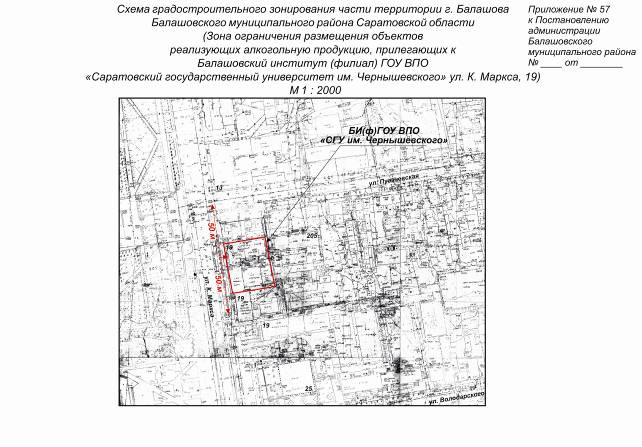 Схема градостроительного зонирования части территории г. Балашова
Балашовского муниципального района Саратовской области
(Зона ограничения размещения объектов
реализующих алкогольную продукцию, прилегающих к
Балашовский институт (филиал) ГОУ ВПО
«Саратовский государственный университет им. Чернышевского» ул. К. Маркса, 19)
М 1 : 2000
Приложение № 57
к Постановлению
администрации
Балашовского
муниципального района
№ ____ от ________
БИ(ф)ГОУ ВПО
«СГУ им. Чернышевского»
ул. Пугачевская
50 м
19
205
50 м
ул. К. Маркса
19
19
25
ул. Володарского